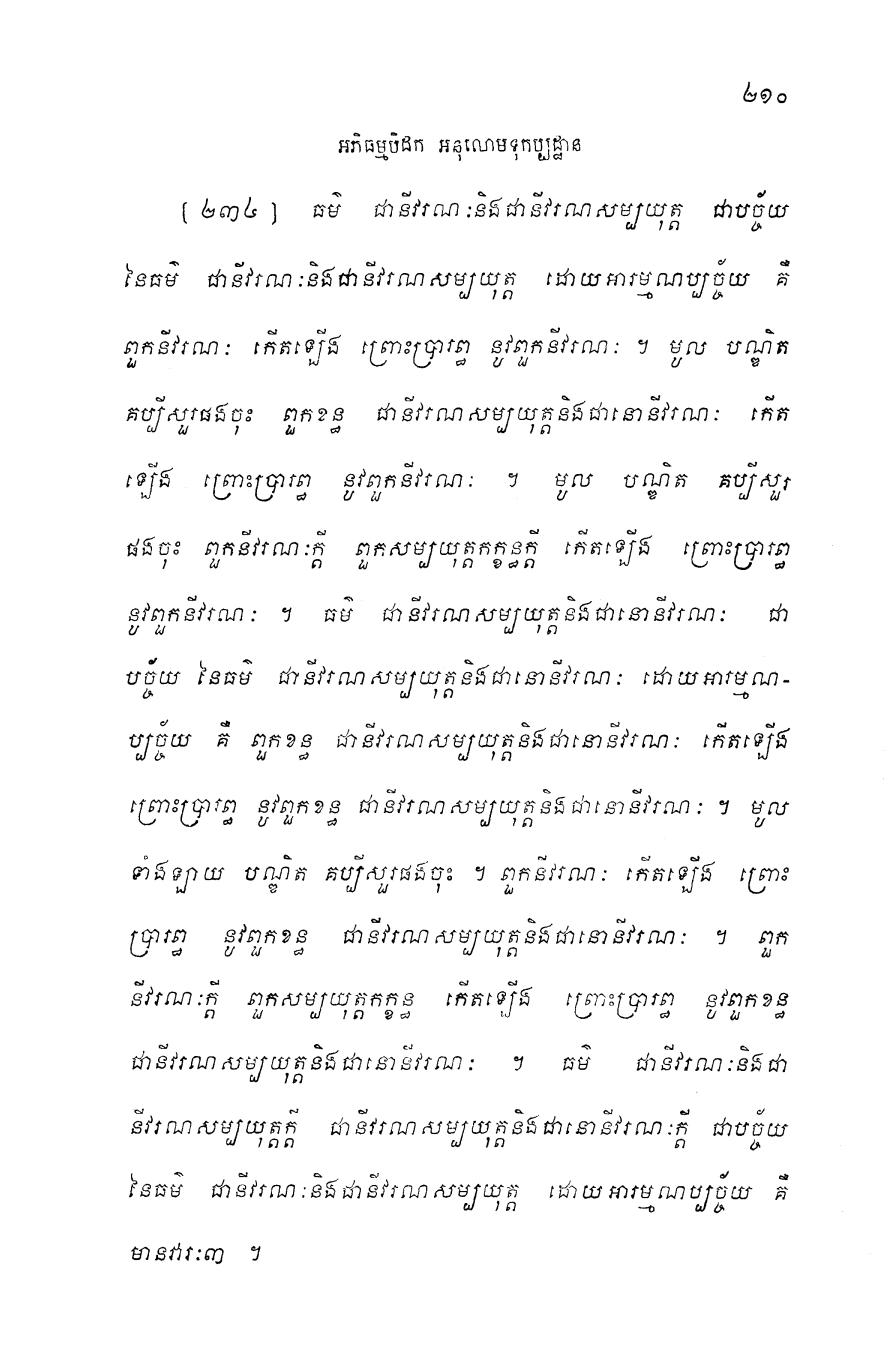 ២១០
អភិធម្មបិដក អនុលោមទុកប្បដ្ឋាន
[ ២៣៤ ] ធម៌ ជានីវរណៈនិងជានីវរណសម្បយុត្ត ជាបច្ច័យ
នៃធម៌ ជានីវរណៈនិងជានីវរណសម្បយុត្ត ដោយអារម្មណប្បច្ច័យ គឺ
ពួកនីវរណៈ កើតឡើង ព្រោះប្រារព្ធ នូវពួកនីវរណៈ ។ មូល បណ្ឌិត
គប្បីសួរផងចុះ ពួកខន្ធ ជានីវរណសម្បយុត្តនិងជានោនីវរណៈ កើត
ឡើង ព្រោះប្រារព្ធ នូវពួកនីវរណៈ ។ មូល បណ្ឌិត គប្បីសួរ
ផងចុះ ពួកនីវរណៈក្តី ពួកសម្បយុត្តកក្ខន្ធក្តី កើតឡើង ព្រោះប្រារព្ធ
នូវពួកនីវរណៈ ។ ធម៌ ជានីវរណសម្បយុត្តនិងជានោនីវរណៈ ជា
បច្ច័យ នៃធម៌ ជានីវរណសម្បយុត្តនិងជានោនីវរណៈ ដោយអារម្មណ-
ប្បច្ច័យ គឺ ពួកខន្ធ ជានីវរណសម្បយុត្តនិងជានោនីវរណៈ កើតឡើង
ព្រោះប្រារព្ធ នូវពួកខន្ធ ជានីវរណសម្បយុត្តនិងជានោនីវរណៈ ។ មូល
ទាំងឡាយ បណ្ឌិត គប្បីសួរផងចុះ ។ ពួកនីវរណៈ កើតឡើង ព្រោះ
ប្រារព្ធ នូវពួកខន្ធ ជានីវរណសម្បយុត្តនិងជានោនីវរណៈ ។ ពួក
នីវរណៈក្តី ពួកសម្បយុត្តកក្ខន្ធ កើតឡើង ព្រោះប្រារព្ធ នូវពួកខន្ធ
ជានីវរណសម្បយុត្តនិងជានោនីវរណៈ ។ ធម៌ ជានីវរណៈនិងជា
នីវរណសម្បយុត្តក្តី ជានីវរណសម្បយុត្តនិងជានោនីវរណៈក្តី ជាបច្ច័យ
នៃធម៌ ជានីវរណៈនិងជានីវរណសម្បយុត្ត ដោយអារម្មណប្បច្ច័យ គឺ
មានវារៈ៣ ។